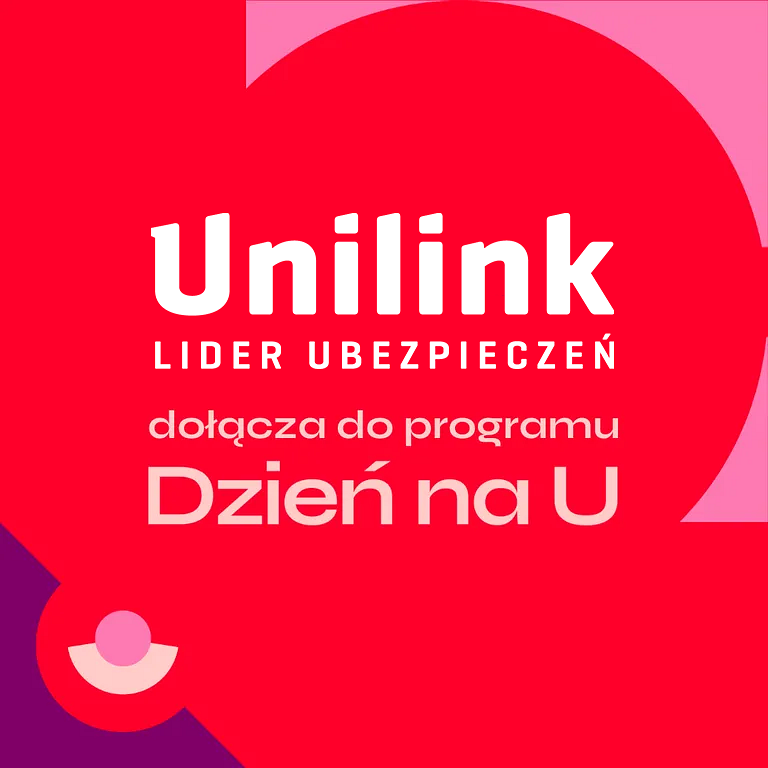 Unilink
LIDER UBEZPIECZEŃ
dołącza do programu
Dzień na U